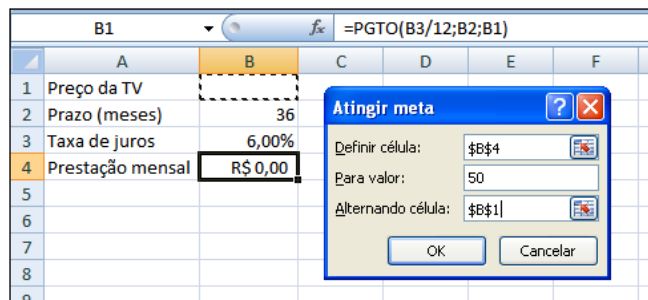 B1 fx =PGTO(B3/12;B2;B1)
A B C D E F
1 Preço da TV
2 Prazo (meses) 36
3 Taxa de juros 6,00%
4 Prestação mensal R$ 0,00
5
6
7
8
9
Atingir meta ?
Definir célula: $B$4
Para valor: 50
Alternando célula: $B$1
OK Cancelar